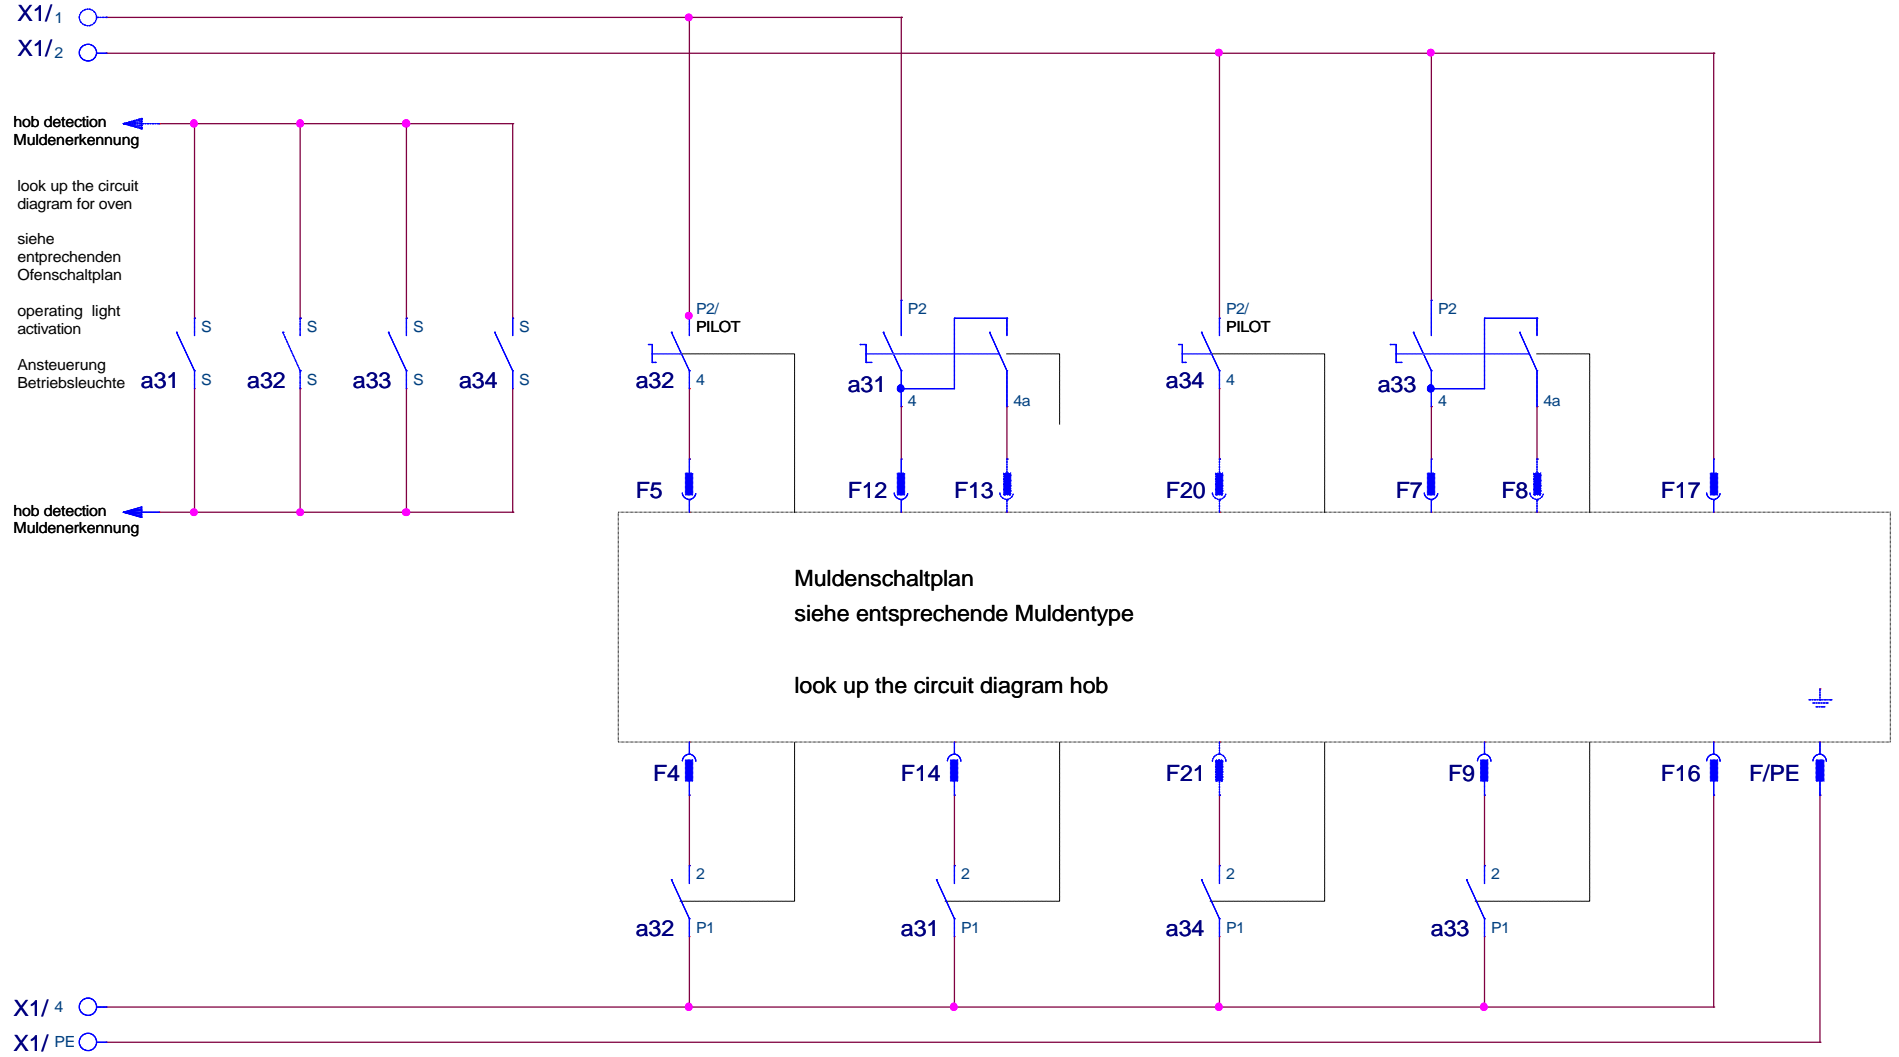 X1/ 1
X1/ 2
hob detection
Muldenerkennung
look up the circuit
diagram for oven
siehe
entprechenden
Ofenschaltplan
operating light
activation
Ansteuerung
Betriebsleuchte
S S S S
a31 S a32 S a33 S a34 S
hob detection
Muldenerkennung
P2/
PILOT
a32 4
P2
a31 4 4a
P2/
PILOT
a34 4
P2
a33 4 4a
F5 F12 F13 F20 F7 F8 F17
Muldenschaltplan
siehe entsprechende Muldentype
look up the circuit diagram hob
F4 F14 F21 F9 F16 F/PE
2 2 2 2
a32 P1 a31 P1 a34 P1 a33 P1
X1/ 4
X1/ PE